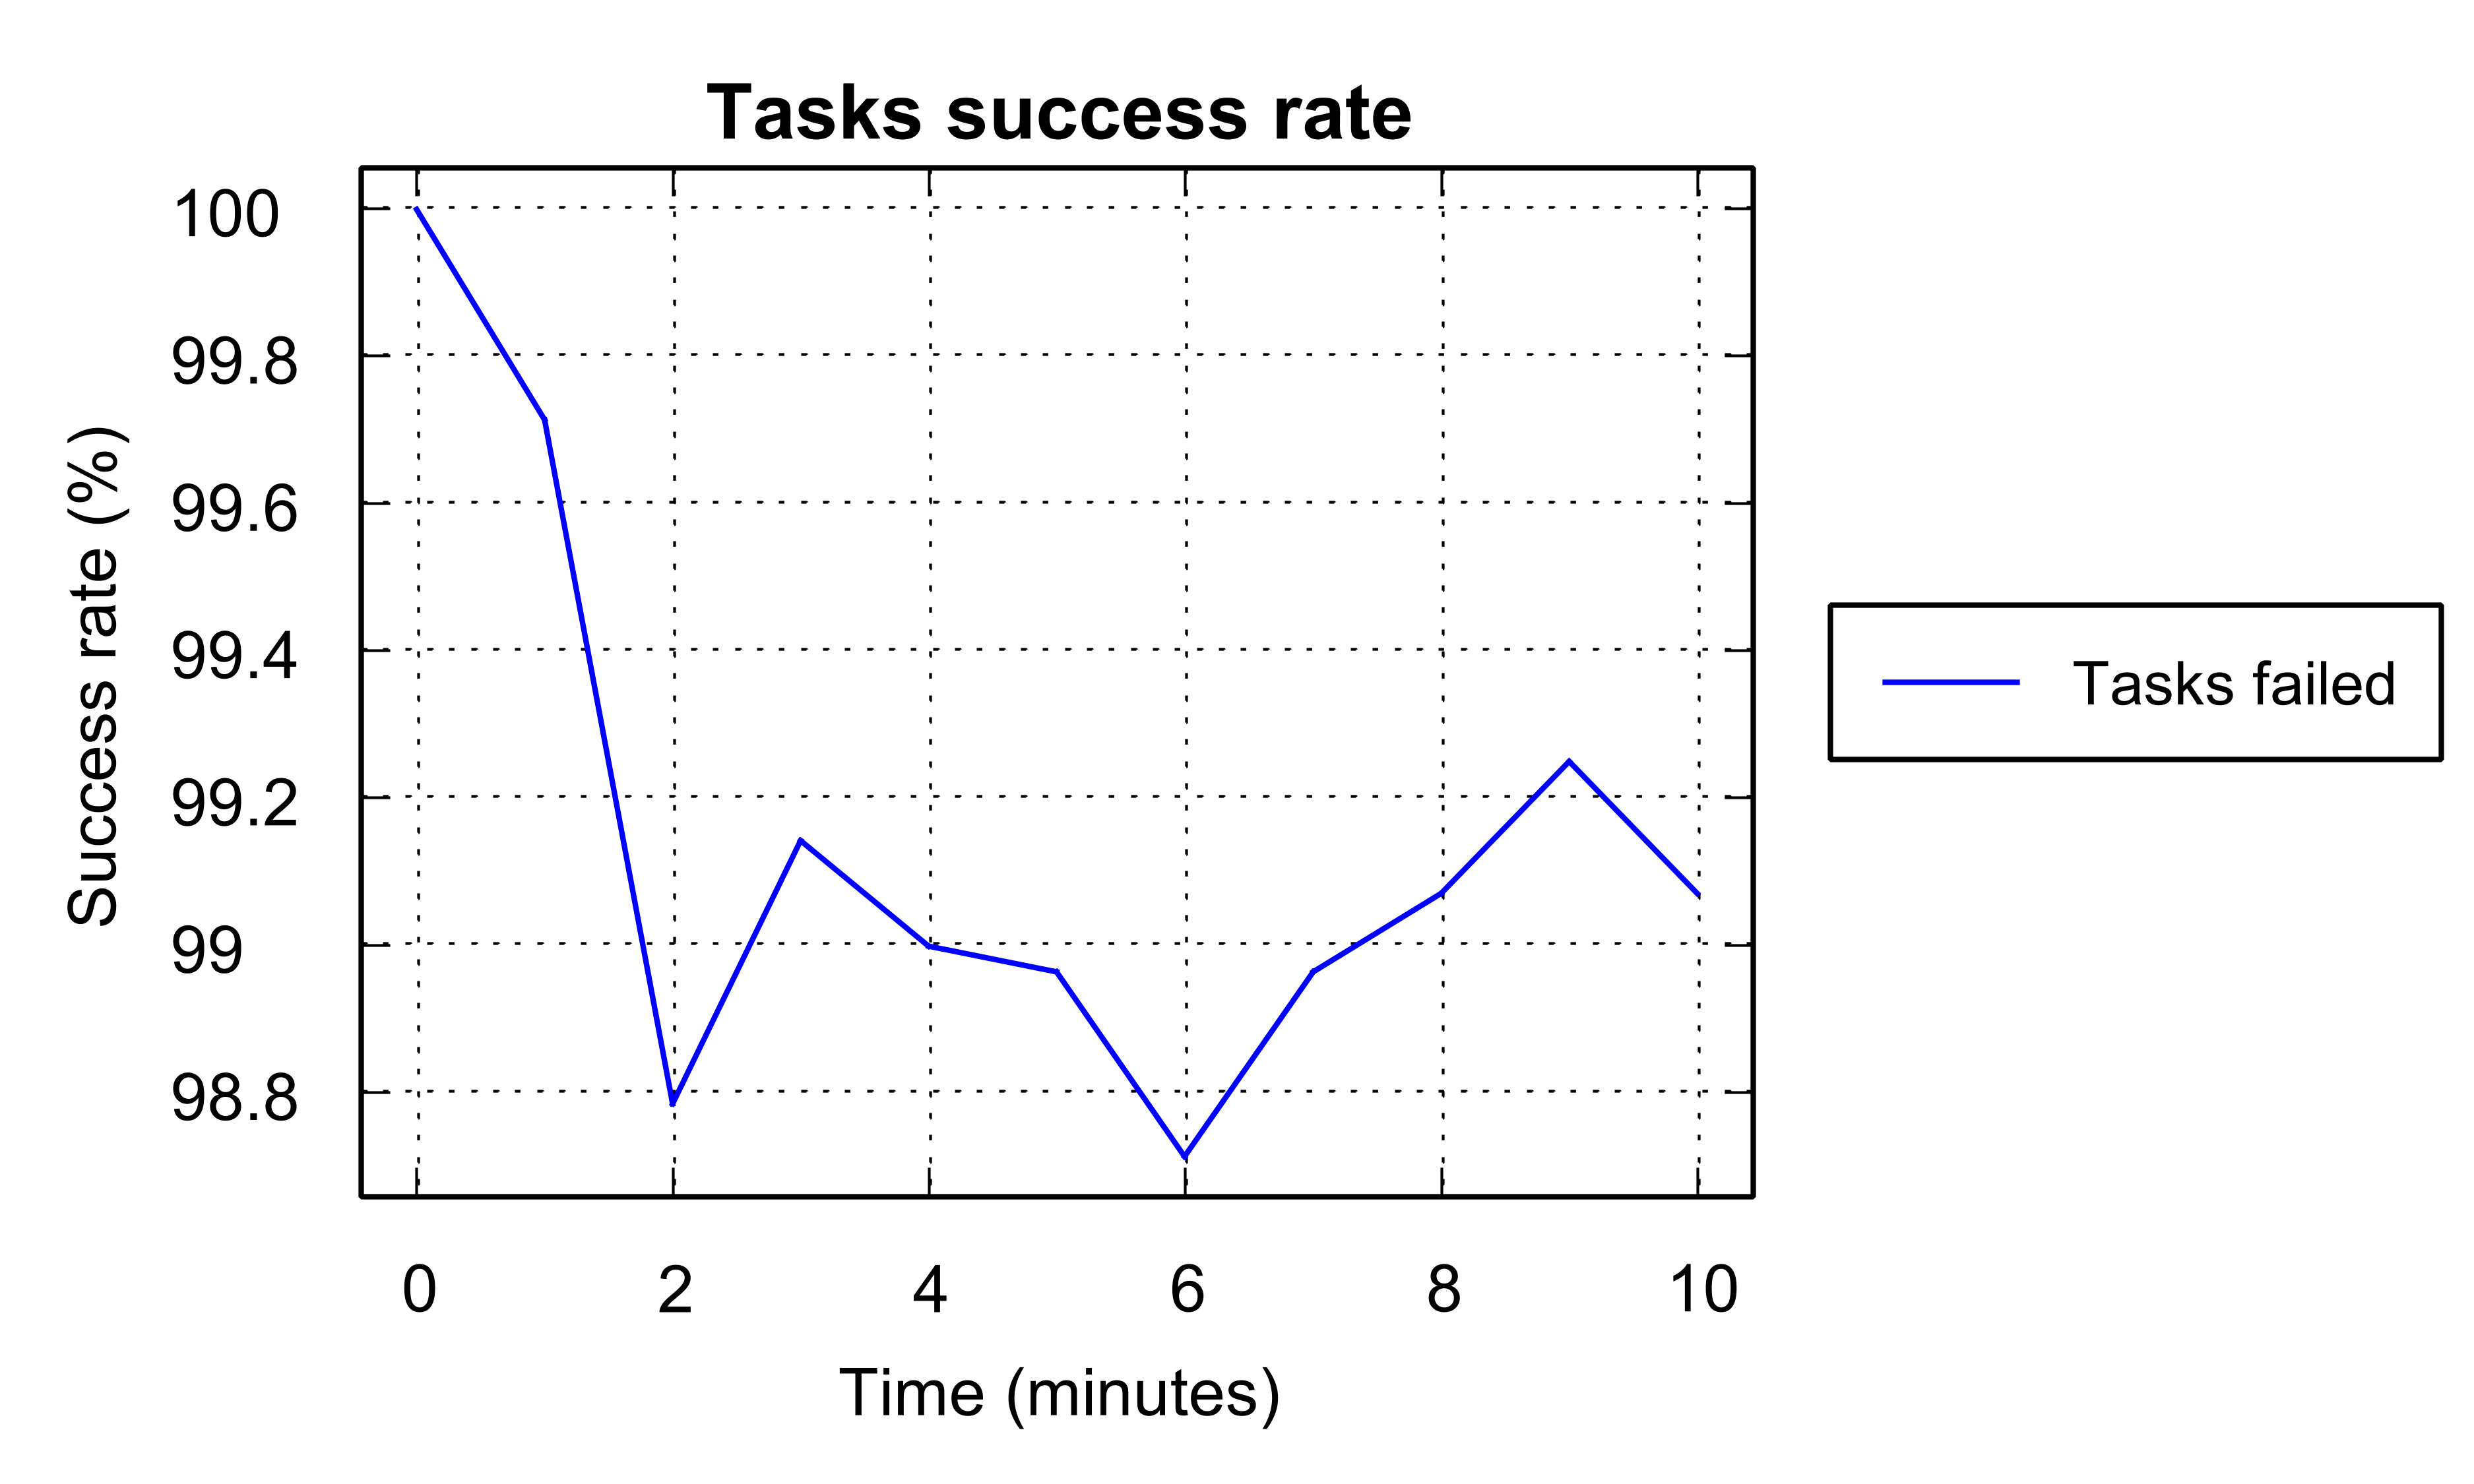 Tasks success rate
Success rate (%)
100
99.8
99.6
99.4
99.2
99
98.8
0 2 4 6 8 10
Time (minutes)
Tasks failed